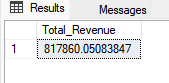 Results Messages
Total_Revenue
1 817860.05083847